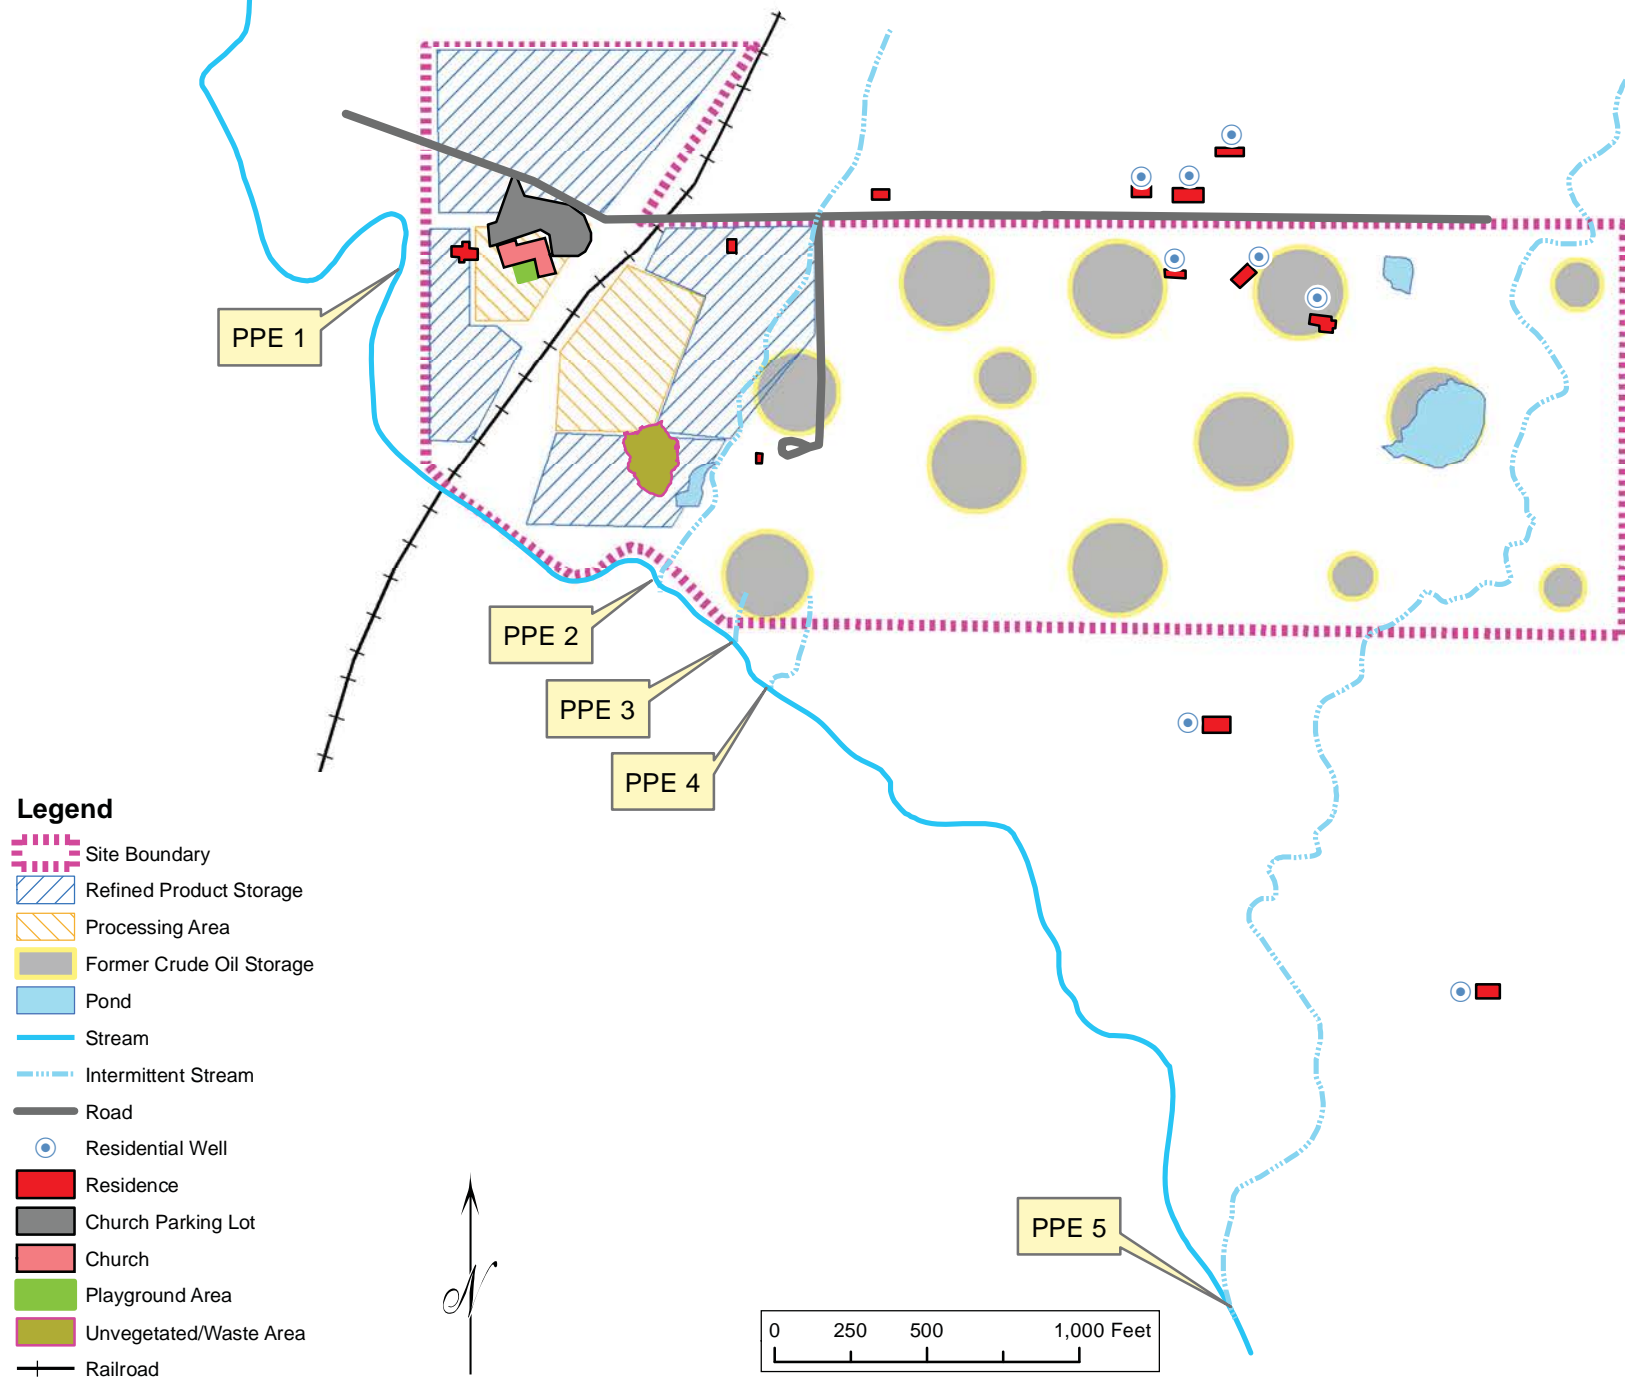 PPE 1
PPE 2
PPE 3
PPE 4
PPE 5
Legend
Site Boundary
Refined Product Storage
Processing Area
Former Crude Oil Storage
Pond
Stream
Intermittent Stream
Road
Residential Well
Residence
Church Parking Lot
Church
Playground Area
Unvegetated/Waste Area
Railroad
N
0 250 500 1,000 Feet